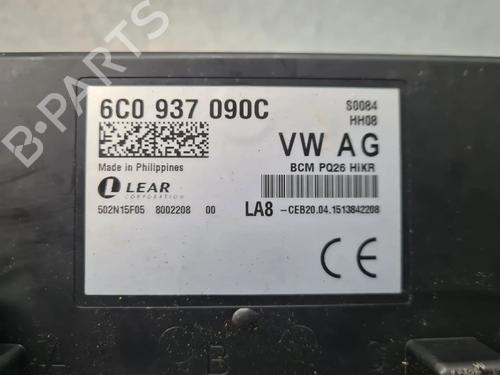 B-PARTS
6C0 937 090C
S0084
HH08
VW AG
Made in Philippines
BCM PQ26 HiKR
LEAR
CORPORATION
502N15F05 8002208 00
LA8 -CEB20.04.1513842208
CE
B